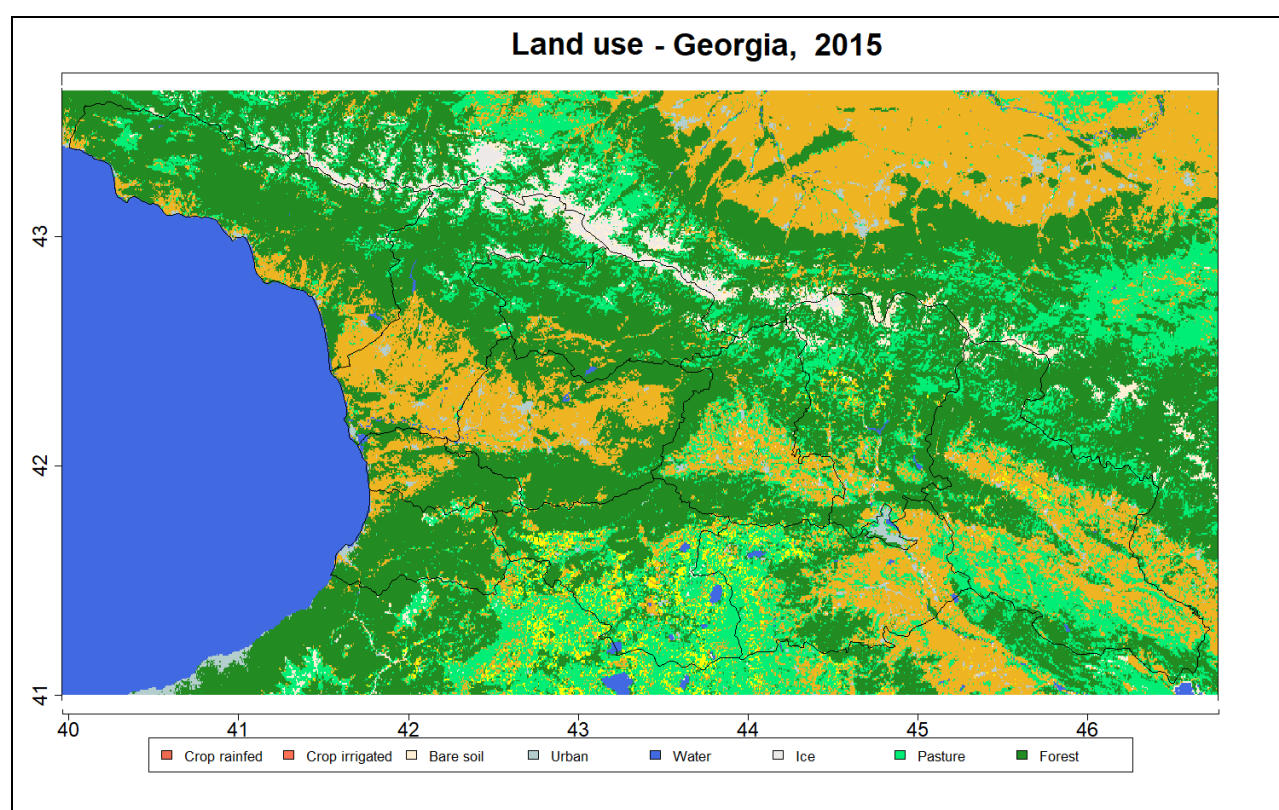 Land use - Georgia, 2015
43
42
41
40 41 42 43 44 45 46
Crop rainfed Crop irrigated Bare soil Urban Water Ice Pasture Forest